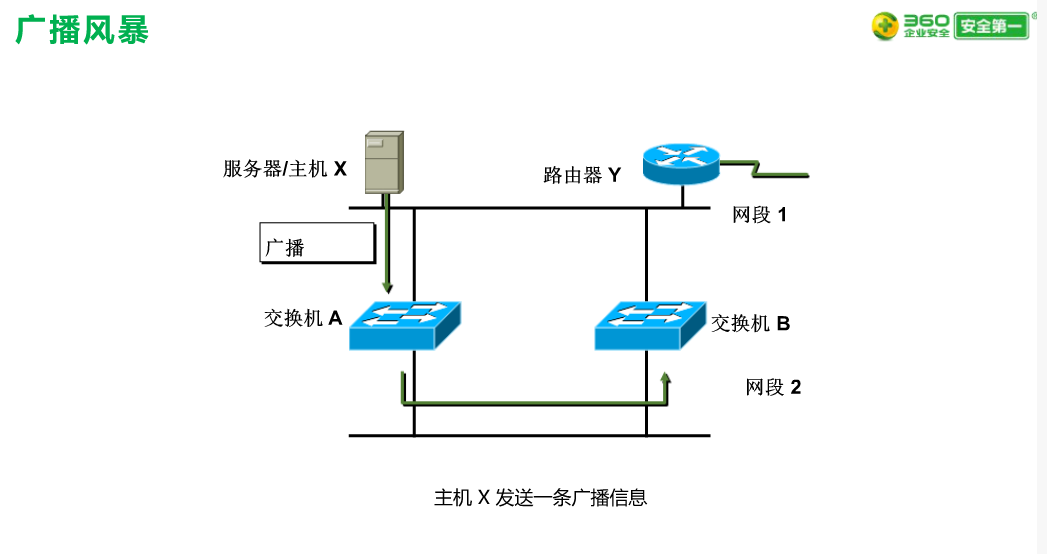 广播风暴
360
企业安全
安全第一
服务器/主机 X
路由器 Y
网段 1
广播
交换机 A
交换机 B
网段 2
主机 X 发送一条广播信息